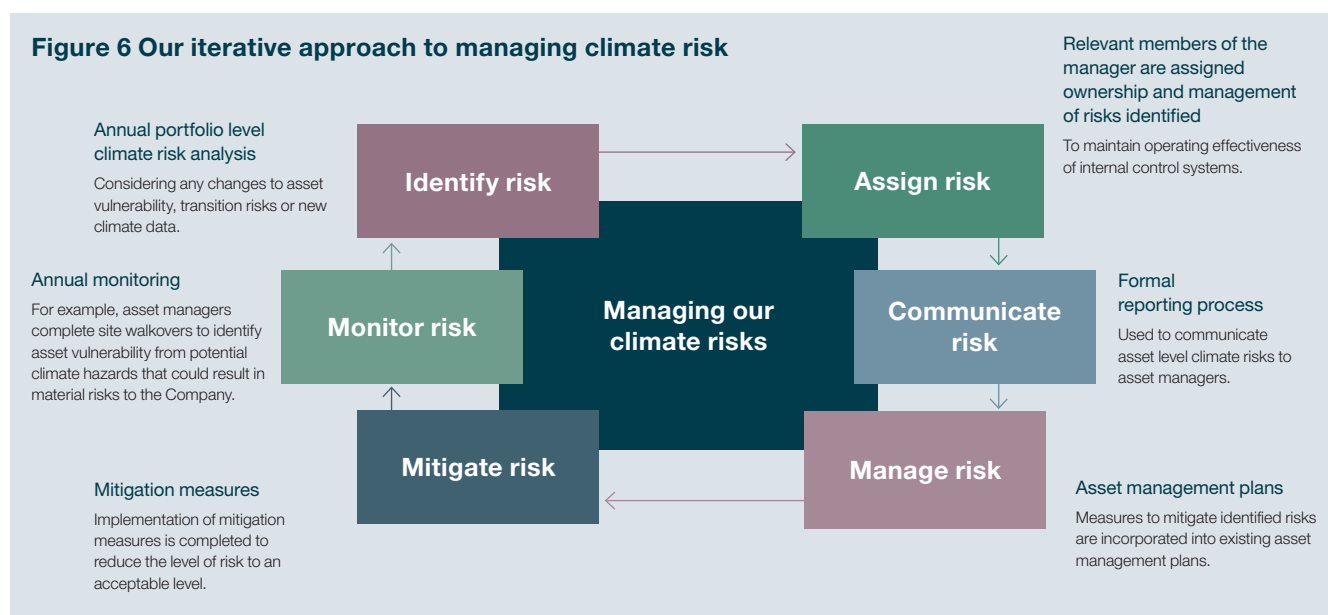 Figure 6 Our iterative approach to managing climate risk
Annual portfolio level
climate risk analysis
Considering any changes to asset
vulnerability, transition risks or new
climate data.
Identify risk
Assign risk
Relevant members of the
manager are assigned
ownership and management
of risks identified
To maintain operating effectiveness
of internal control systems.
Annual monitoring
For example, asset managers
complete site walkovers to identify
asset vulnerability from potential
climate hazards that could result in
material risks to the Company.
Monitor risk
Managing our
climate risks
Communicate
risk
Formal
reporting process
Used to communicate
asset level climate risks to
asset managers.
Mitigation measures
Implementation of mitigation
measures is completed to
reduce the level of risk to an
acceptable level.
Mitigate risk
Manage risk
Asset management plans
Measures to mitigate identified risks
are incorporated into existing asset
management plans.